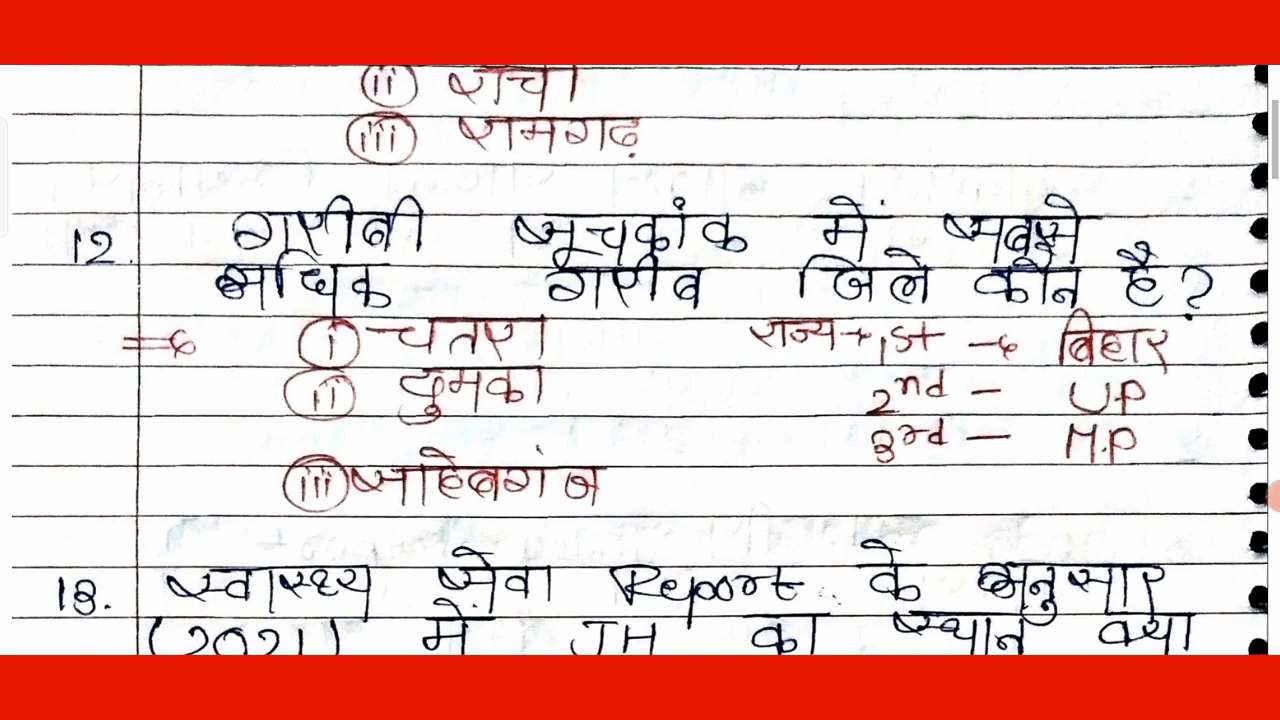 (ii) रांची
(iii) रामगढ़
12. गरीबी सूचकांक में सबसे
अधिक गरीब जिले कौन है?
= (i) चतरा राज्य → 1st - बिहार
(ii) दुमका 2nd - UP
3rd - M.P
(iii) साहेबगंज
13. स्वास्थ्य सेवा Report के अनुसार
(2021) में JH का स्थान क्या